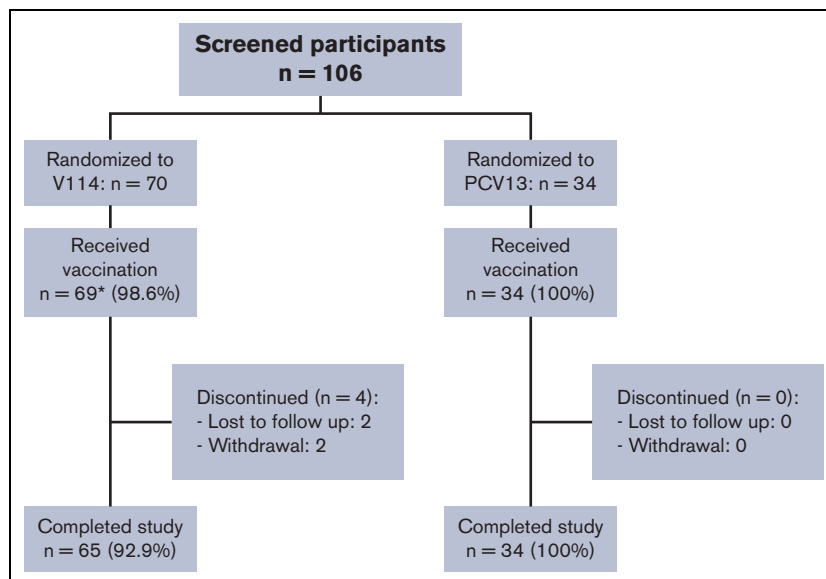 Screened participants
n = 106
Randomized to
V114: n = 70
Randomized to
PCV13: n = 34
Received
vaccination
n = 69* (98.6%)
Received
vaccination
n = 34 (100%)
Discontinued (n = 4):
- Lost to follow up: 2
- Withdrawal: 2
Discontinued (n = 0):
- Lost to follow up: 0
- Withdrawal: 0
Completed study
n = 65 (92.9%)
Completed study
n = 34 (100%)